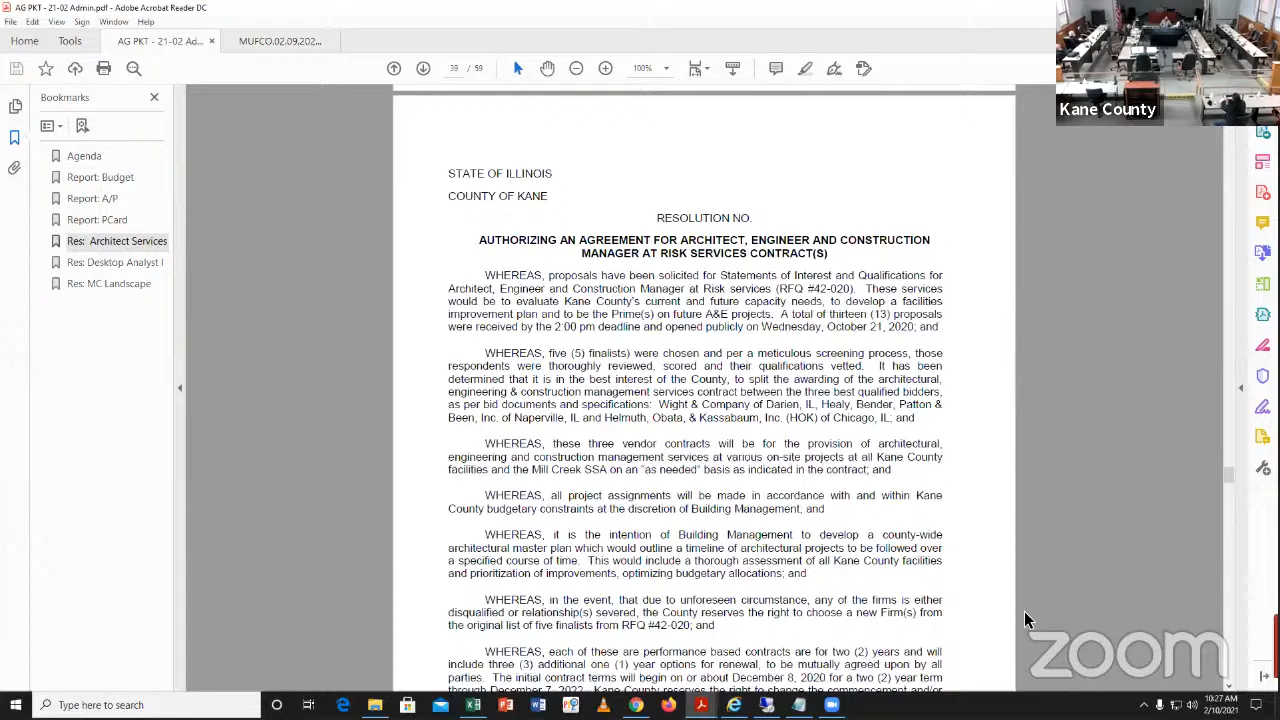 AG PKT - 21-02 Admin.pdf - Adobe Acrobat Reader DC
File Edit View Sign Window Help
Home Tools AG PKT - 21-02 Ad... × MUFCO.02.09.202...
39 / 59 100%
Bookmarks
Agenda
Report: Budget
Report: A/P
Report: PCard
Res: Architect Services
Res: Desktop Analyst I
Res: MC Landscape
Kane County
STATE OF ILLINOIS
COUNTY OF KANE
RESOLUTION NO.
AUTHORIZING AN AGREEMENT FOR ARCHITECT, ENGINEER AND CONSTRUCTION
MANAGER AT RISK SERVICES CONTRACT(S)
WHEREAS, proposals have been solicited for Statements of Interest and Qualifications for
Architect, Engineer and Construction Manager at Risk services (RFQ #42-020). These services
would be to evaluate Kane County's current and future capacity needs, to develop a facilities
improvement plan and to be the Prime(s) on future A&E projects. A total of thirteen (13) proposals
were received by the 2:00 pm deadline and opened publicly on Wednesday, October 21, 2020; and
WHEREAS, five (5) finalists) were chosen and per a meticulous screening process, those
respondents were thoroughly reviewed, scored and their qualifications vetted. It has been
determined that it is in the best interest of the County, to split the awarding of the architectural,
engineering & construction management services contract between the three best qualified bidders,
as per bid documents and specifications: Wight & Company of Darien, IL, Healy, Bender, Patton &
Been, Inc. of Naperville, IL and Helmuth, Obata, & Kassabaum, Inc. (HOK) of Chicago, IL; and
WHEREAS, these three vendor contracts will be for the provision of architectural,
engineering and construction management services at various on-site projects at all Kane County
facilities and the Mill Creek SSA on an "as needed" basis as indicated in the contract; and
WHEREAS, all project assignments will be made in accordance with and within Kane
County budgetary constraints at the discretion of Building Management, and
WHEREAS, it is the intention of Building Management to develop a county-wide
architectural master plan which would outline a timeline of architectural projects to be followed over
a specified course of time. This would include a thorough assessment of all Kane County facilities
and prioritization of improvements, optimizing budgetary allocations; and
WHEREAS, in the event, that due to unforeseen circumstance, any of the firms is either
disqualified or relationship(s) severed, the County reserves the right to choose a new Firm(s) from
the original list of five finalists from RFQ #42-020; and
WHEREAS, each of these are performance based contracts are for two (2) years and will
include three (3) additional one (1) year options for renewal, to be mutually agreed upon by all
parties. The initial contract terms will begin on or about December 8, 2020 for a two (2) year term
through December 7, 2022. Kane County reserves the right to change the commencement and/or
zoom
Type here to search
10:27 AM
2/10/2021